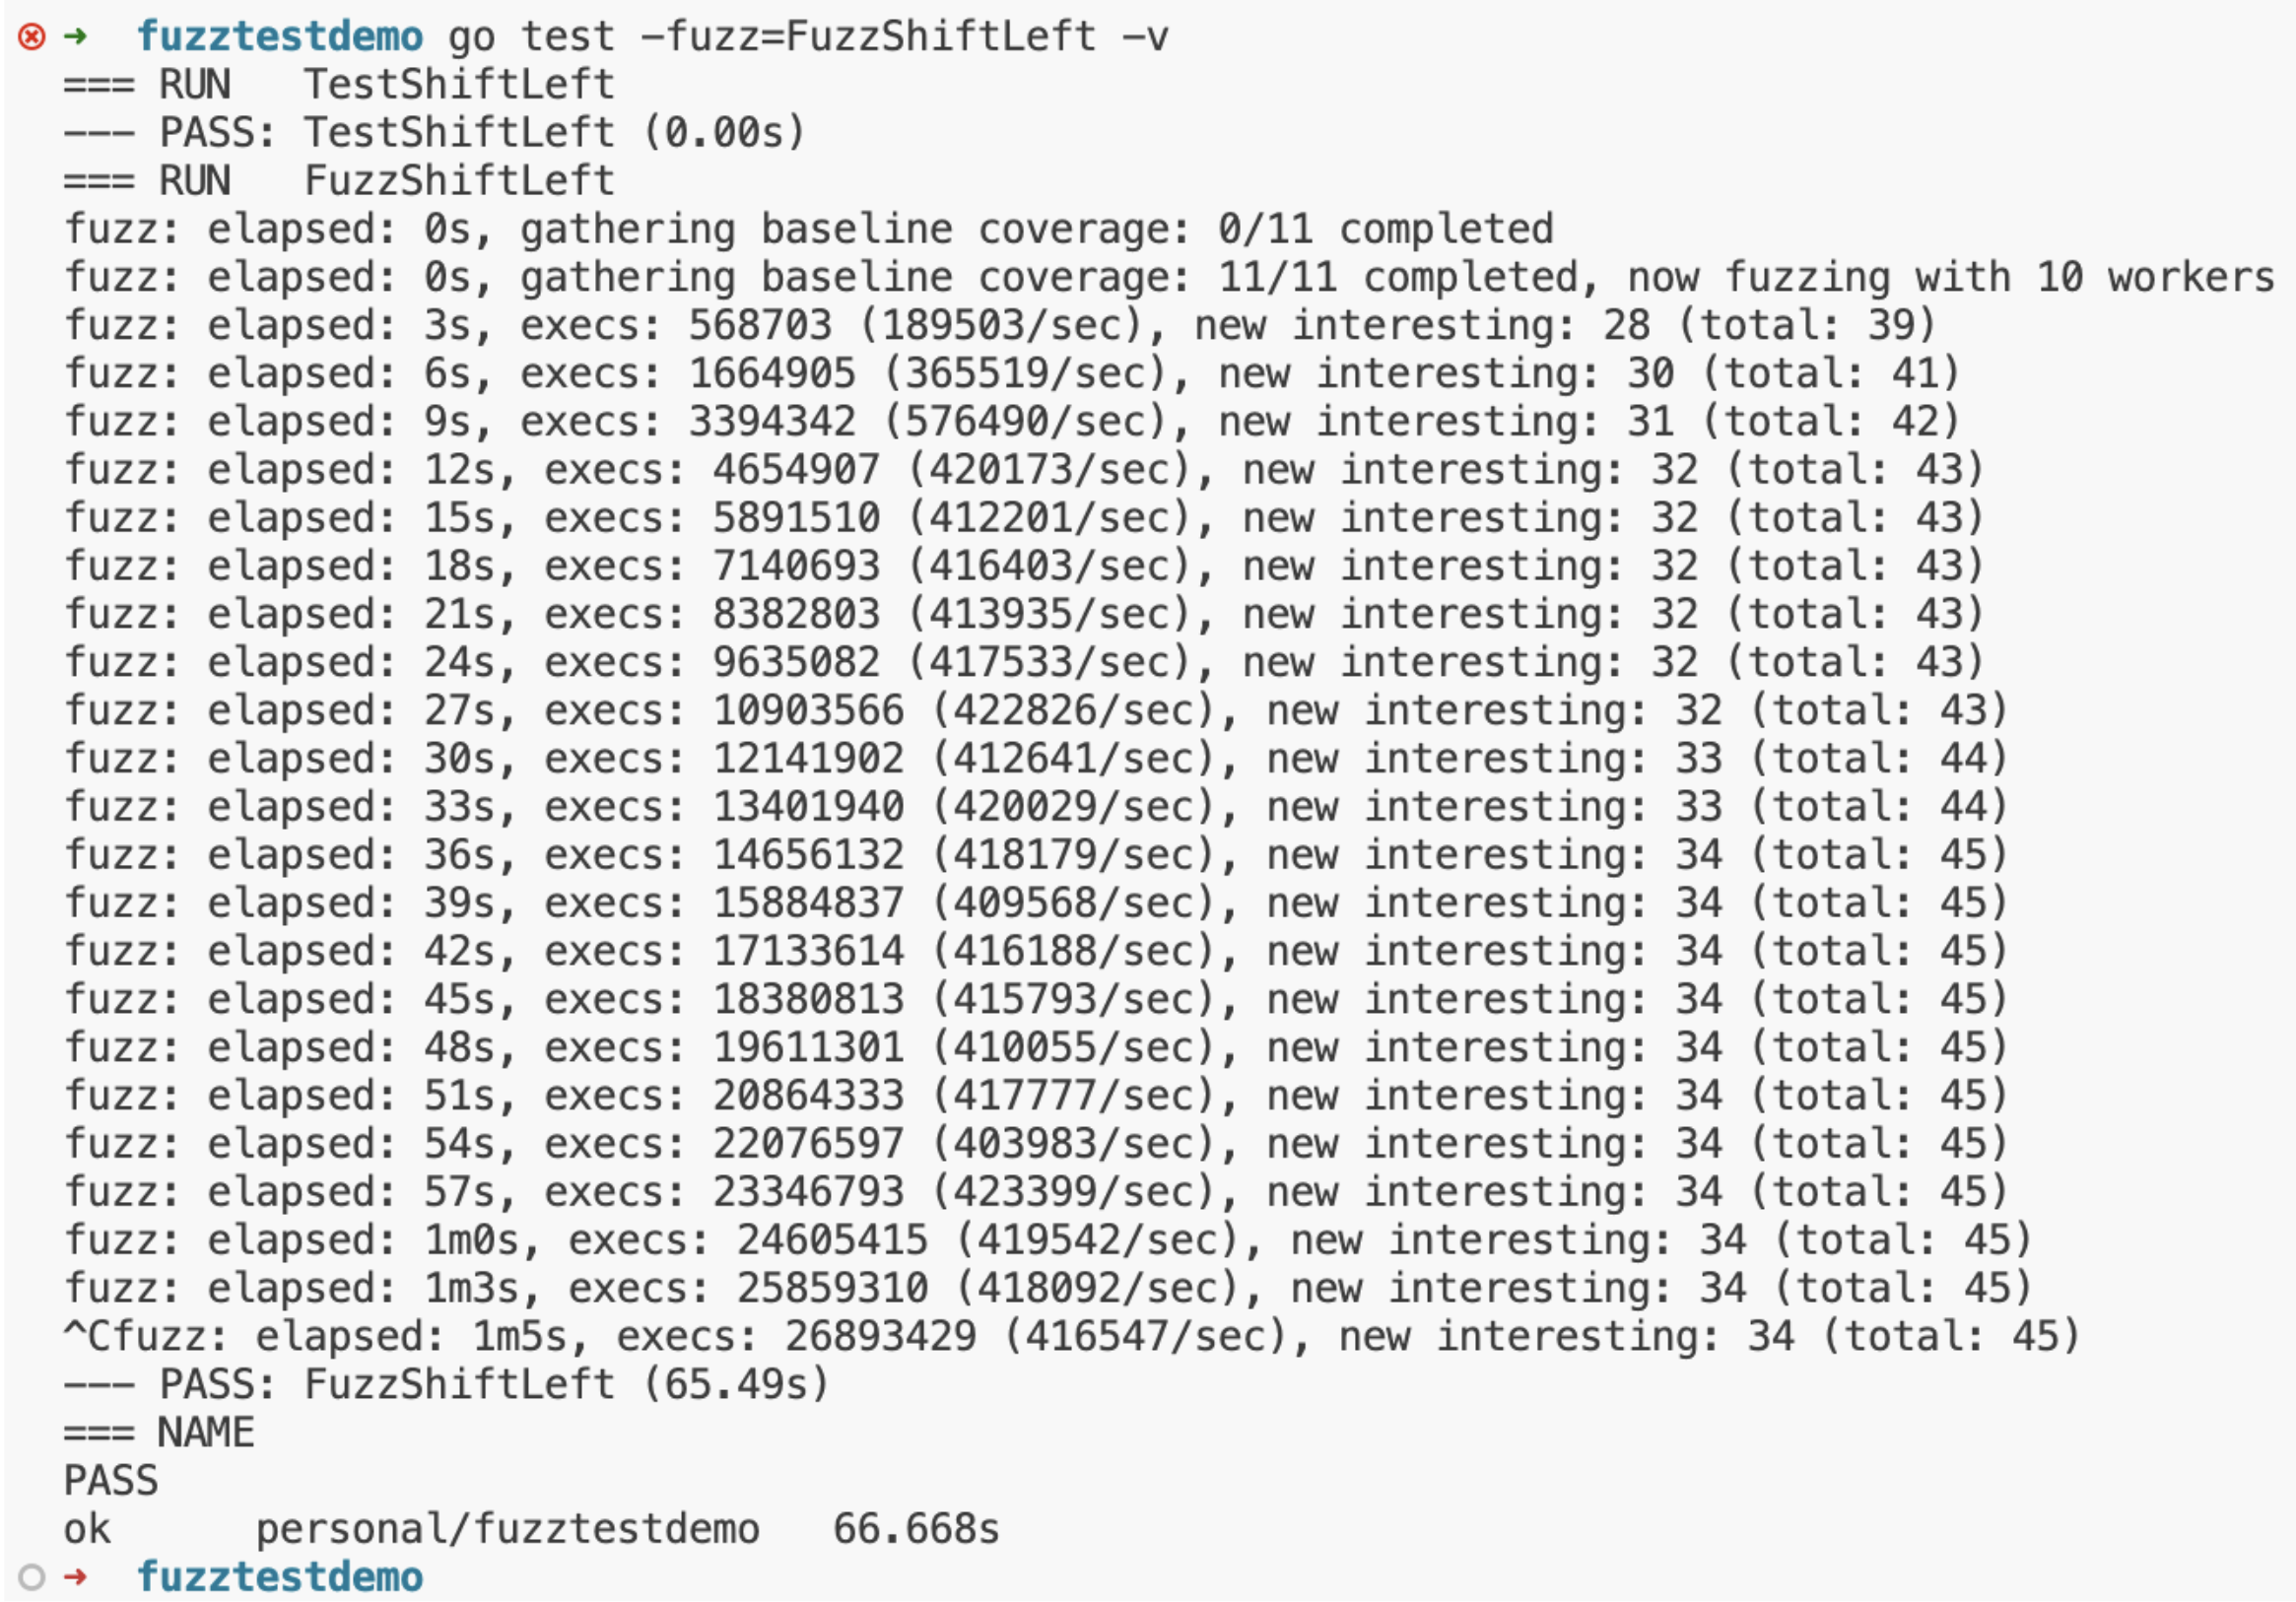 ➜  fuzztestdemo go test -fuzz=FuzzShiftLeft -v
=== RUN   TestShiftLeft
--- PASS: TestShiftLeft (0.00s)
=== RUN   FuzzShiftLeft
fuzz: elapsed: 0s, gathering baseline coverage: 0/11 completed
fuzz: elapsed: 0s, gathering baseline coverage: 11/11 completed, now fuzzing with 10 workers
fuzz: elapsed: 3s, execs: 568703 (189503/sec), new interesting: 28 (total: 39)
fuzz: elapsed: 6s, execs: 1664905 (365519/sec), new interesting: 30 (total: 41)
fuzz: elapsed: 9s, execs: 3394342 (576490/sec), new interesting: 31 (total: 42)
fuzz: elapsed: 12s, execs: 4654907 (420173/sec), new interesting: 32 (total: 43)
fuzz: elapsed: 15s, execs: 5891510 (412201/sec), new interesting: 32 (total: 43)
fuzz: elapsed: 18s, execs: 7140693 (416403/sec), new interesting: 32 (total: 43)
fuzz: elapsed: 21s, execs: 8382803 (413935/sec), new interesting: 32 (total: 43)
fuzz: elapsed: 24s, execs: 9635082 (417533/sec), new interesting: 32 (total: 43)
fuzz: elapsed: 27s, execs: 10903566 (422826/sec), new interesting: 32 (total: 43)
fuzz: elapsed: 30s, execs: 12141902 (412641/sec), new interesting: 33 (total: 44)
fuzz: elapsed: 33s, execs: 13401940 (420029/sec), new interesting: 33 (total: 44)
fuzz: elapsed: 36s, execs: 14656132 (418179/sec), new interesting: 34 (total: 45)
fuzz: elapsed: 39s, execs: 15884837 (409568/sec), new interesting: 34 (total: 45)
fuzz: elapsed: 42s, execs: 17133614 (416188/sec), new interesting: 34 (total: 45)
fuzz: elapsed: 45s, execs: 18380813 (415793/sec), new interesting: 34 (total: 45)
fuzz: elapsed: 48s, execs: 19611301 (410055/sec), new interesting: 34 (total: 45)
fuzz: elapsed: 51s, execs: 20864333 (417777/sec), new interesting: 34 (total: 45)
fuzz: elapsed: 54s, execs: 22076597 (403983/sec), new interesting: 34 (total: 45)
fuzz: elapsed: 57s, execs: 23346793 (423399/sec), new interesting: 34 (total: 45)
fuzz: elapsed: 1m0s, execs: 24605415 (419542/sec), new interesting: 34 (total: 45)
fuzz: elapsed: 1m3s, execs: 25859310 (418092/sec), new interesting: 34 (total: 45)
^Cfuzz: elapsed: 1m5s, execs: 26893429 (416547/sec), new interesting: 34 (total: 45)
--- PASS: FuzzShiftLeft (65.49s)
=== NAME
PASS
ok      personal/fuzztestdemo   66.668s
➜  fuzztestdemo